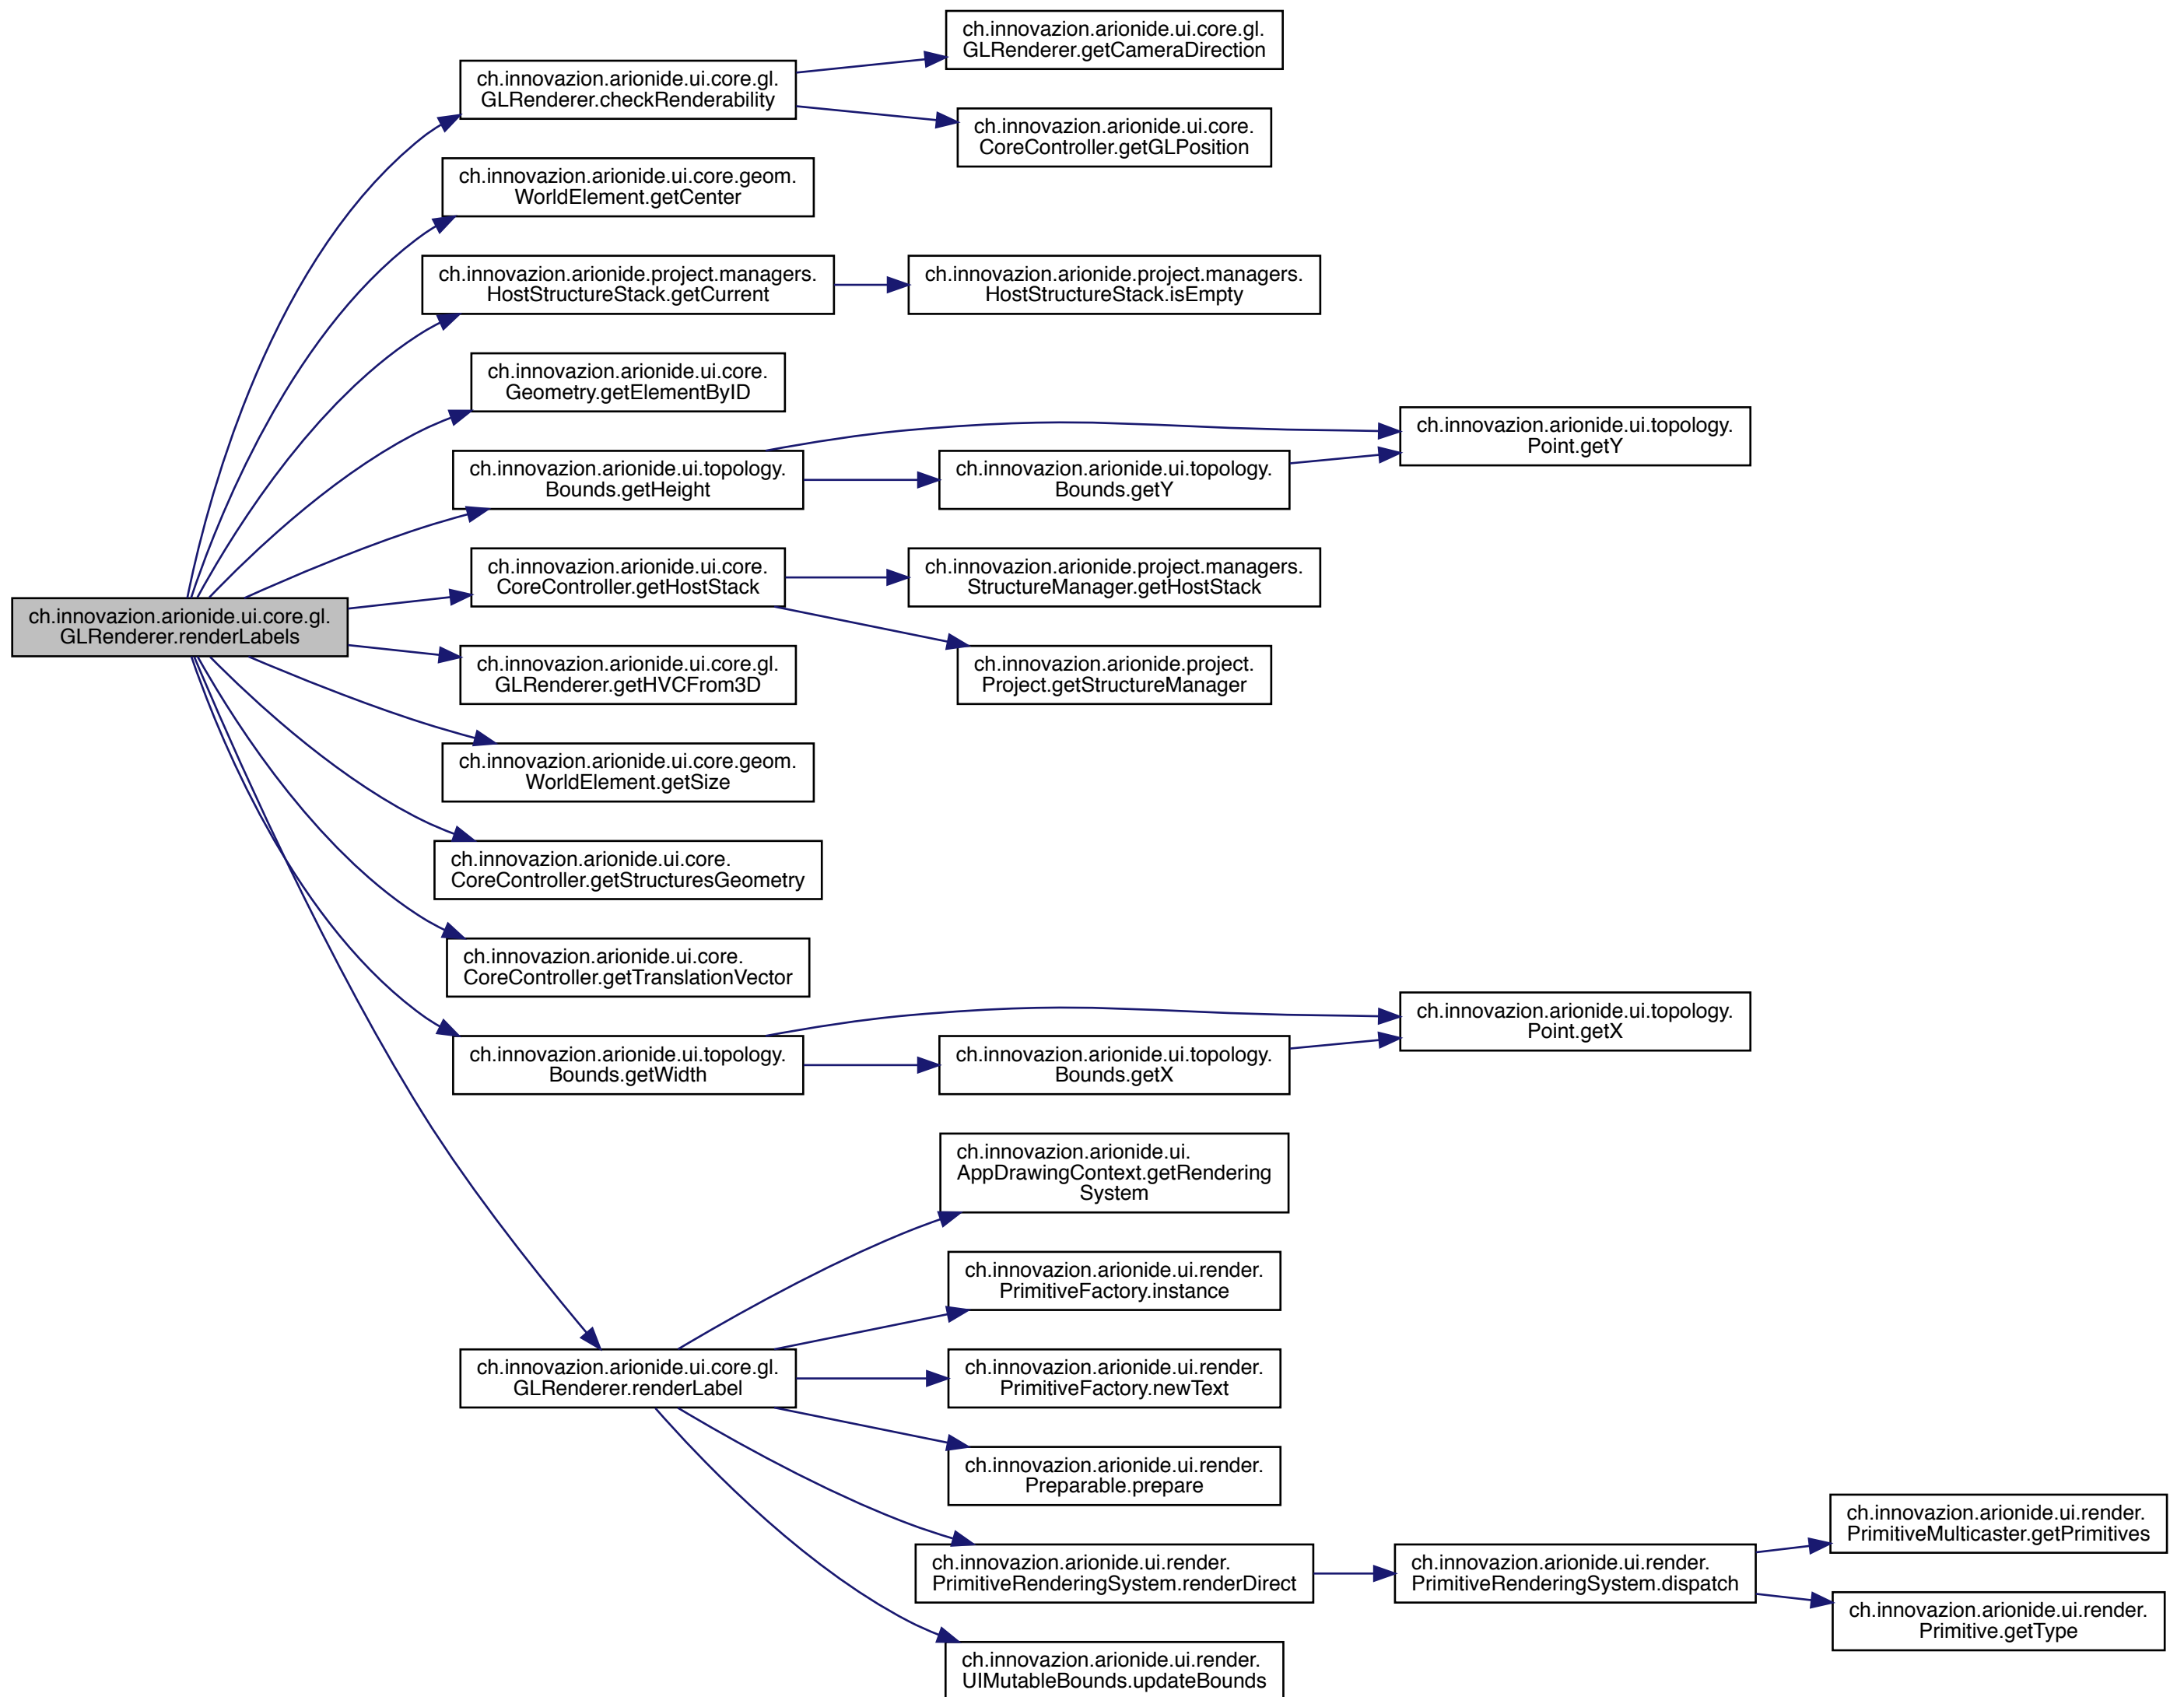 ch.innovazion.arionide.ui.core.gl.
GLRenderer.renderLabels
ch.innovazion.arionide.ui.core.gl.
GLRenderer.checkRenderability
ch.innovazion.arionide.ui.core.gl.
GLRenderer.getCameraDirection
ch.innovazion.arionide.ui.core.
CoreController.getGLPosition
ch.innovazion.arionide.ui.core.geom.
WorldElement.getCenter
ch.innovazion.arionide.project.managers.
HostStructureStack.getCurrent
ch.innovazion.arionide.project.managers.
HostStructureStack.isEmpty
ch.innovazion.arionide.ui.core.
Geometry.getElementByID
ch.innovazion.arionide.ui.topology.
Bounds.getHeight
ch.innovazion.arionide.ui.topology.
Bounds.getY
ch.innovazion.arionide.ui.topology.
Point.getY
ch.innovazion.arionide.ui.core.
CoreController.getHostStack
ch.innovazion.arionide.project.managers.
StructureManager.getHostStack
ch.innovazion.arionide.project.
Project.getStructureManager
ch.innovazion.arionide.ui.core.gl.
GLRenderer.getHVCFrom3D
ch.innovazion.arionide.ui.core.geom.
WorldElement.getSize
ch.innovazion.arionide.ui.core.
CoreController.getStructuresGeometry
ch.innovazion.arionide.ui.core.
CoreController.getTranslationVector
ch.innovazion.arionide.ui.topology.
Bounds.getWidth
ch.innovazion.arionide.ui.topology.
Bounds.getX
ch.innovazion.arionide.ui.topology.
Point.getX
ch.innovazion.arionide.ui.core.gl.
GLRenderer.renderLabel
ch.innovazion.arionide.ui.
AppDrawingContext.getRendering
System
ch.innovazion.arionide.ui.render.
PrimitiveFactory.instance
ch.innovazion.arionide.ui.render.
PrimitiveFactory.newText
ch.innovazion.arionide.ui.render.
Preparable.prepare
ch.innovazion.arionide.ui.render.
PrimitiveRenderingSystem.renderDirect
ch.innovazion.arionide.ui.render.
PrimitiveRenderingSystem.dispatch
ch.innovazion.arionide.ui.render.
PrimitiveMulticaster.getPrimitives
ch.innovazion.arionide.ui.render.
Primitive.getType
ch.innovazion.arionide.ui.render.
UIMutableBounds.updateBounds